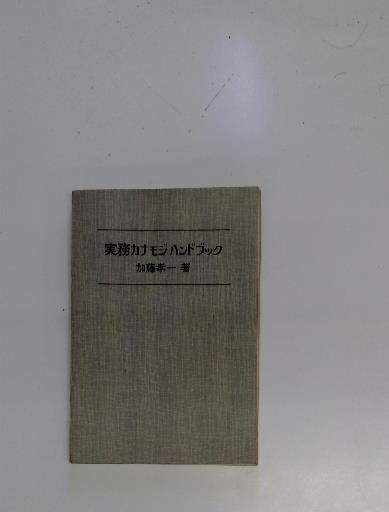 実務カナモジハンドブック
加藤孝一 著